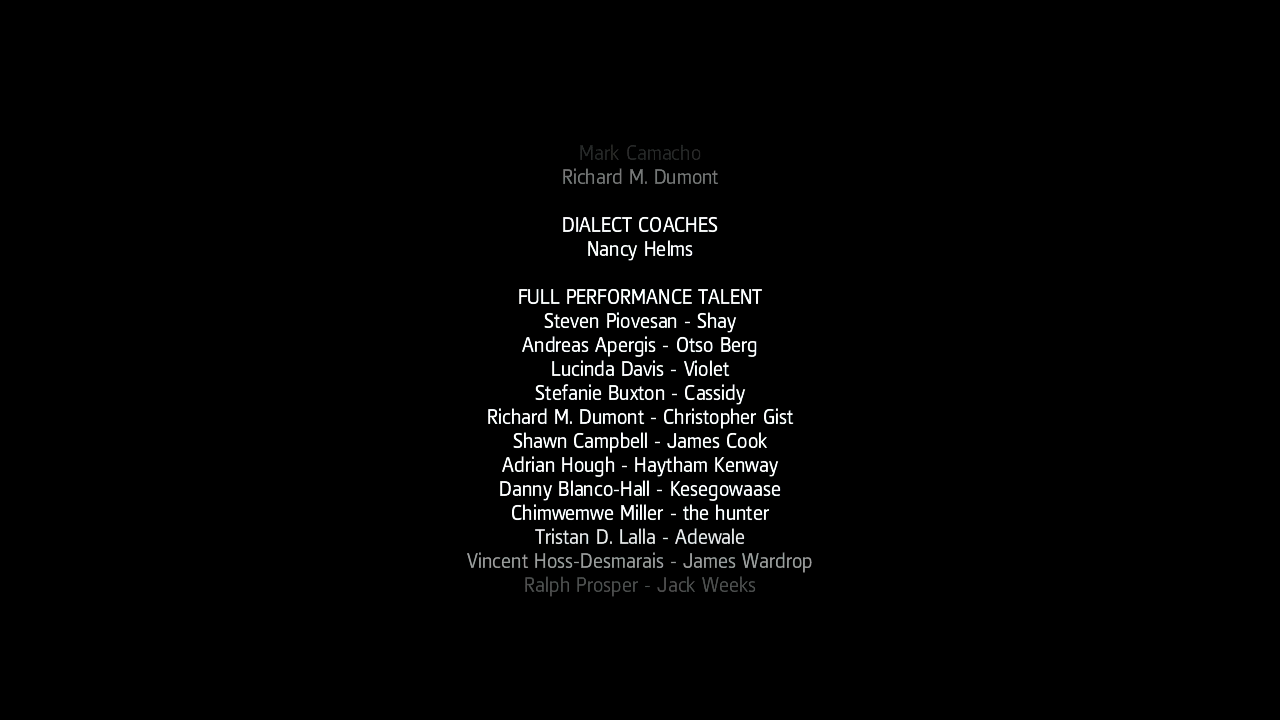 Mark Camacho
Richard M. Dumont
DIALECT COACHES
Nancy Helms
FULL PERFORMANCE TALENT
Steven Piovesan - Shay
Andreas Apergis - Otso Berg
Lucinda Davis - Violet
Stefanie Buxton - Cassidy
Richard M. Dumont - Christopher Gist
Shawn Campbell - James Cook
Adrian Hough - Haytham Kenway
Danny Blanco-Hall - Kesegowaase
Chimwemwe Miller - the hunter
Tristan D. Lalla - Adewale
Vincent Hoss-Desmarais - James Wardrop
Ralph Prosper - Jack Weeks